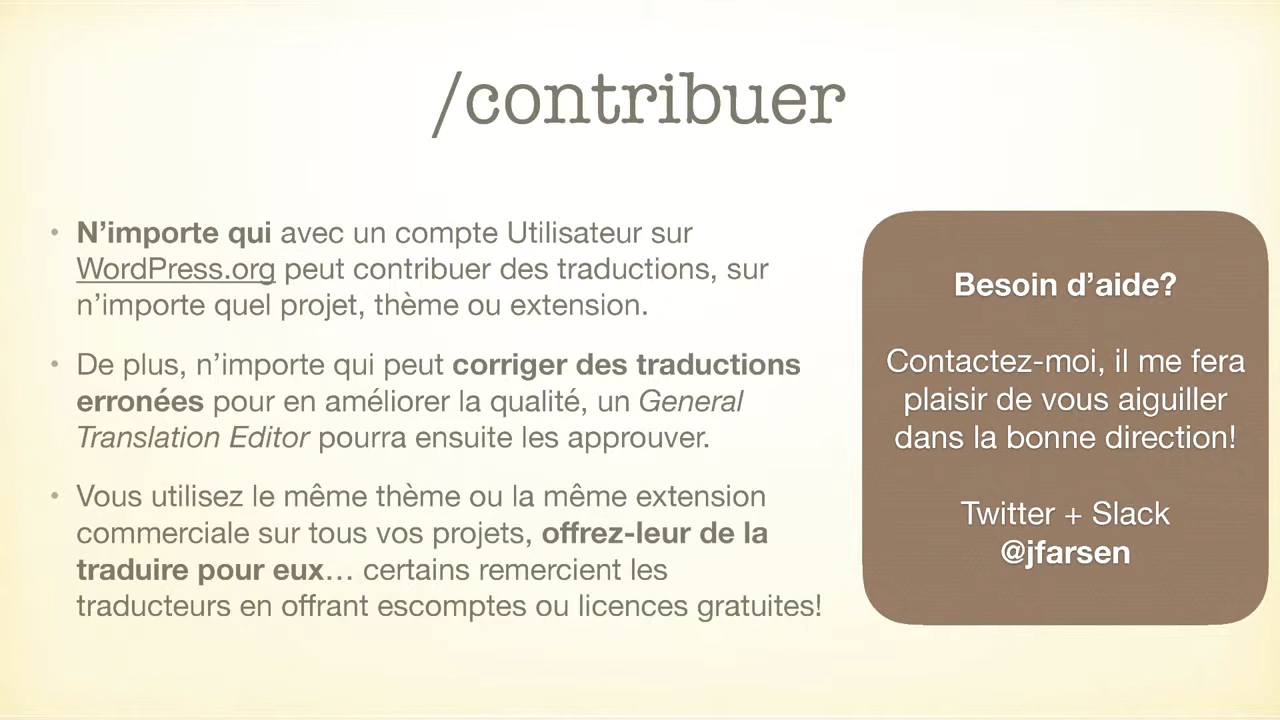 /contribuer
• N’importe qui avec un compte Utilisateur sur
WordPress.org peut contribuer des traductions, sur
n’importe quel projet, thème ou extension.
• De plus, n’importe qui peut corriger des traductions
erronées pour en améliorer la qualité, un General
Translation Editor pourra ensuite les approuver.
• Vous utilisez le même thème ou la même extension
commerciale sur tous vos projets, offrez-leur de la
traduire pour eux… certains remercient les
traducteurs en offrant escomptes ou licences gratuites!
Besoin d’aide?
Contactez-moi, il me fera
plaisir de vous aiguiller
dans la bonne direction!
Twitter + Slack
@jfarsen